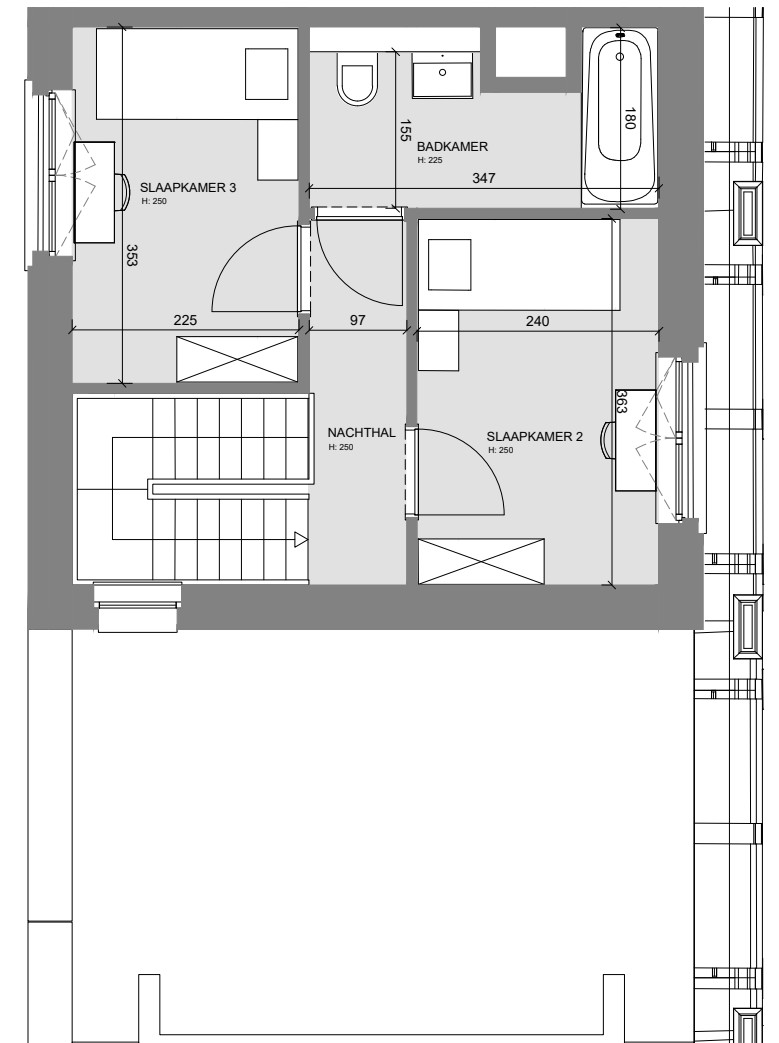 180
155
BADKAMER
H: 225
347
SLAAPKAMER 3
H: 250
353
225
97
240
363
NACHTHAL
H: 250
SLAAPKAMER 2
H: 250